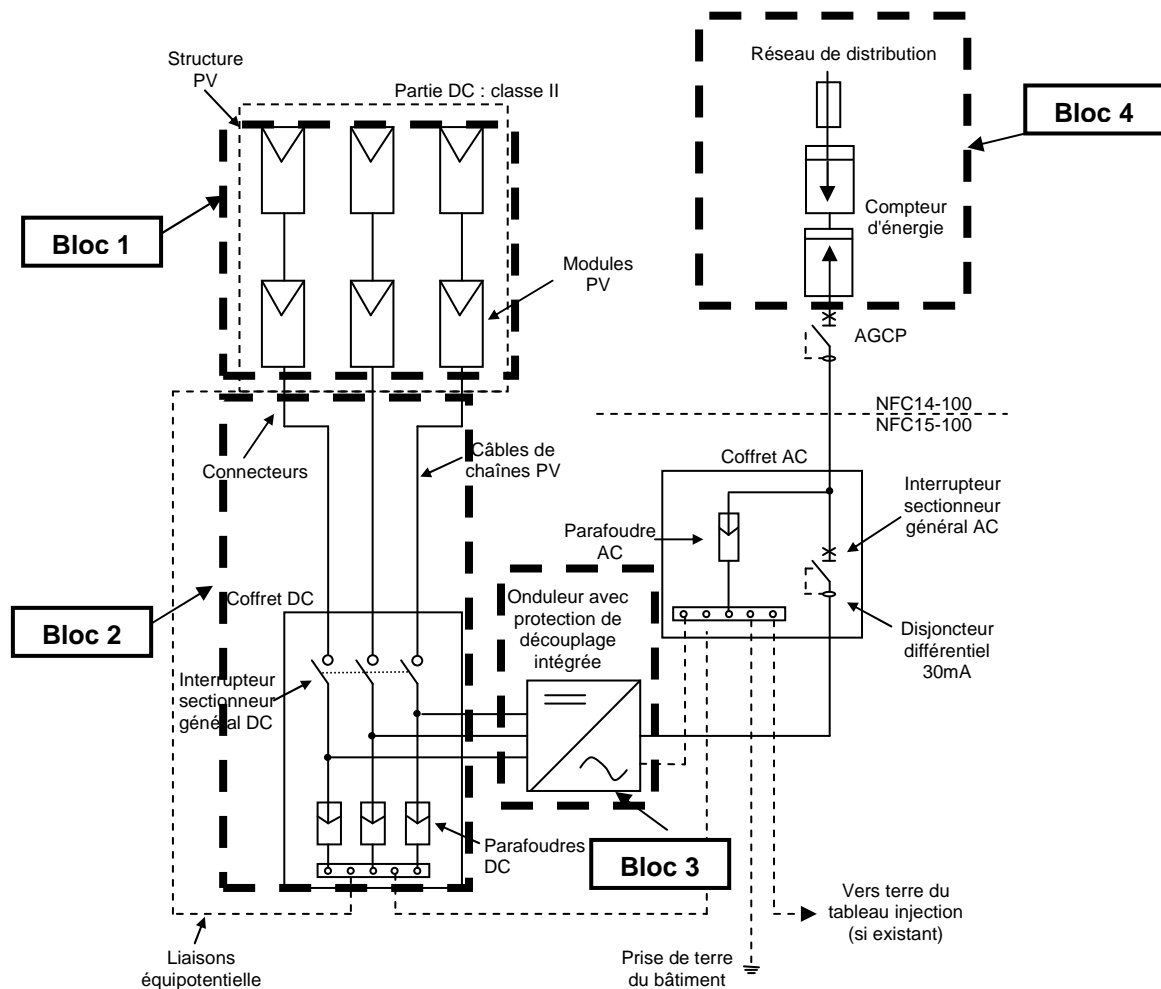 Structure
PV
Partie DC : classe II
Réseau de distribution
Bloc 4
Bloc 1
Compteur
d'énergie
Modules
PV
AGCP
NFC14-100
NFC15-100
Connecteurs
Câbles de
chaînes PV
Coffret AC
Interrupteur
sectionneur
général AC
Parafoudre
AC
Bloc 2
Coffret DC
Onduleur avec
protection de
découplage
intégrée
Disjoncteur
différentiel
30mA
Interrupteur
sectionneur
général DC
Parafoudres
DC
Bloc 3
Vers terre du
tableau injection
(si existant)
Liaisons
équipotentielle
Prise de terre
du bâtiment